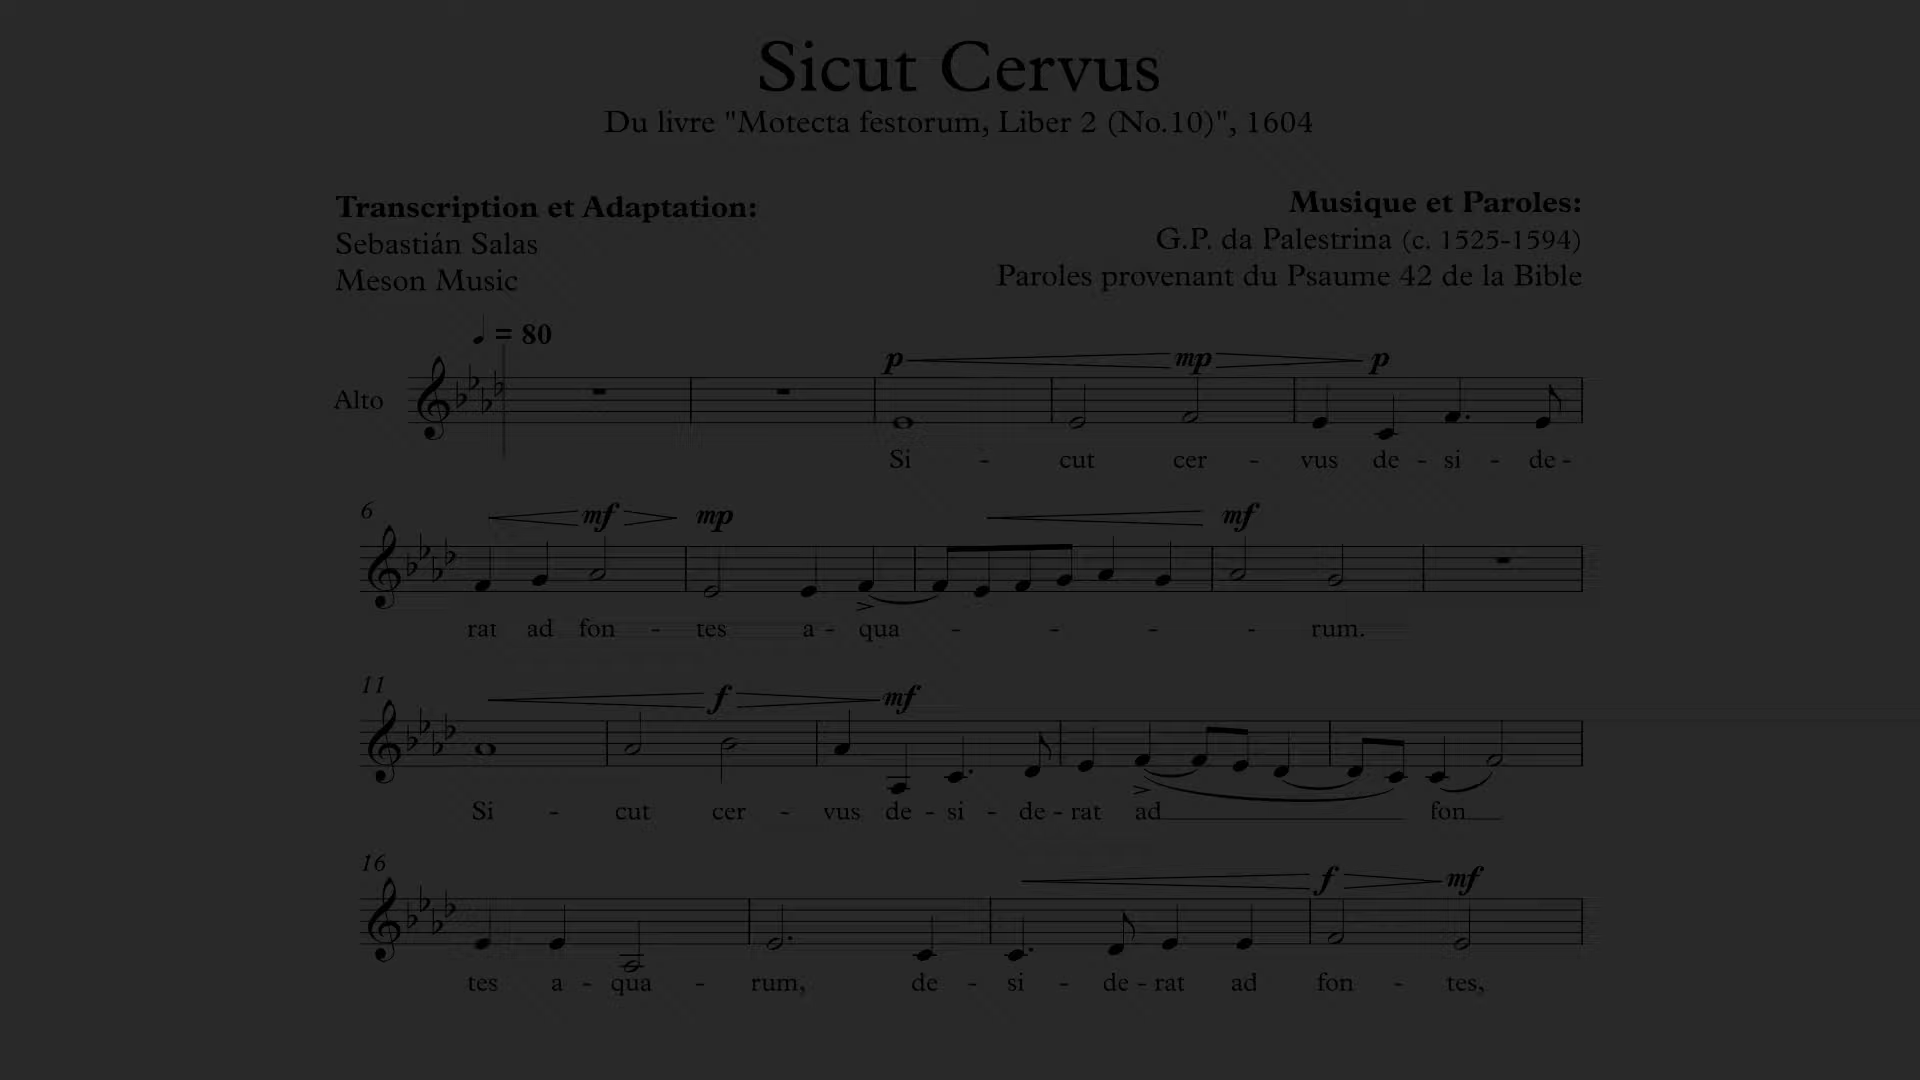 Sicut Cervus
Du livre "Motecta festorum, Liber 2 (No.10)", 1604
Transcription et Adaptation:
Sebastián Salas
Meson Music
Musique et Paroles:
G.P. da Palestrina (c. 1525-1594)
Paroles provenant du Psaume 42 de la Bible
♩ = 80
p mp p
Alto
Si - cut cer - vus de - si - de -
6
mf mp mf
rat ad fon - tes a - qua - - - - rum.
11
f mf
Si - cut cer - vus de - si - de - rat ad fon
16
f mf
tes a - qua - rum, de - si - de - rat ad fon - tes,